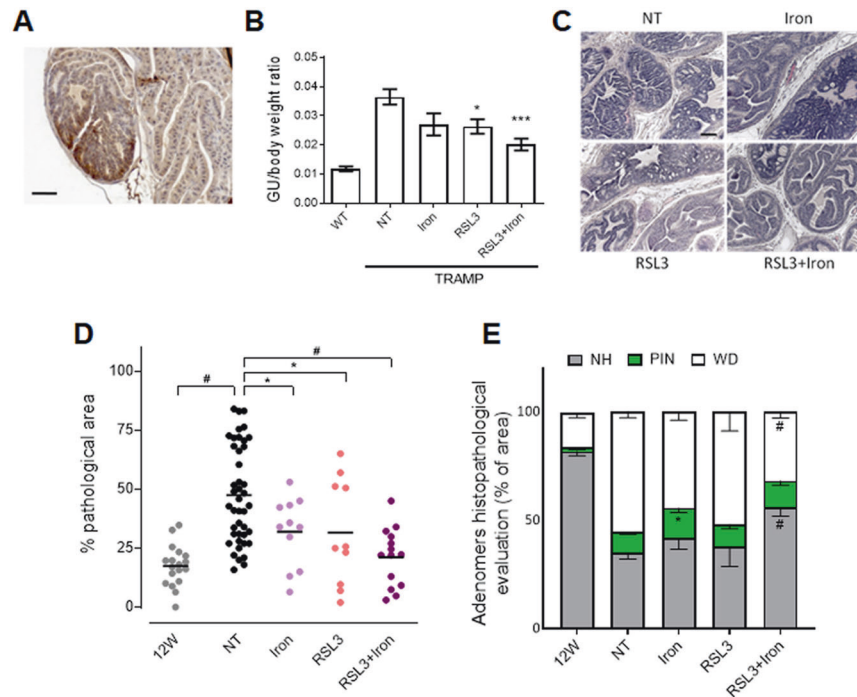 A
B
GU/body weight ratio
0.05
0.04
0.03
0.02
0.01
0.00
*
***
WT
NT
Iron
RSL3
RSL3+Iron
TRAMP
C
NT
Iron
RSL3
RSL3+Iron
D
% pathological area
100
75
50
25
0
#
#
*
*
12W
NT
Iron
RSL3
RSL3+Iron
E
NH
PIN
WD
Adenomers histopathological
evaluation (% of area)
100
50
0
*
#
#
12W
NT
Iron
RSL3
RSL3+Iron